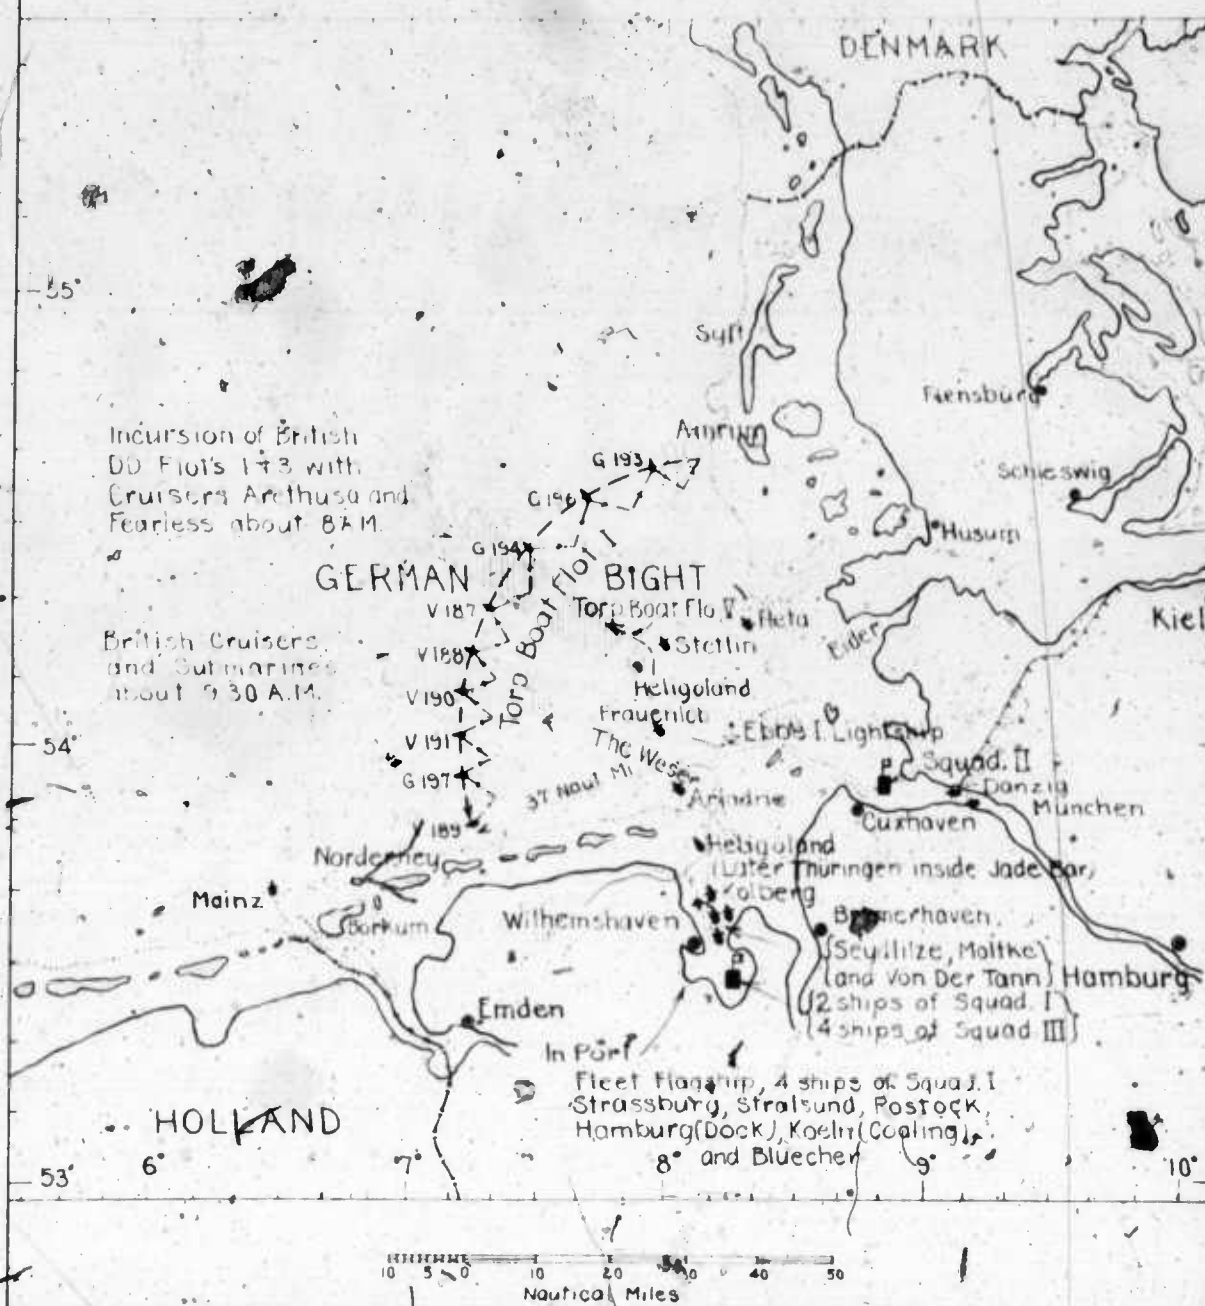 DENMARK
55°
Sylt
Flensburg
Incursion of British
DD Flot's 1+3 with
Cruisers Arethusa and
Fearless about 8 A.M.
Amrum
G 193
?
G 196
Schleswig
Husum
G 194
GERMAN BIGHT
Torp Boat Flot I
V 187
Torp Boat Flo. V
Heta
Kiel
Eider
British Cruisers
and Submarines
about 9 30 A.M.
V 188
Stettin
V 190
Heligoland
Frauenlob
54°
V 191
The Weser
Lightship
Squad. II
G 197
37 Naut Mi
Ariadne
Danzig
München
Cuxhaven
V 189
Norderney
Heligoland
(Later Thüringen inside Jade Bar)
Kolberg
Mainz
Borkum
Wilhemshaven
Bremerhaven
{Seydlitze, Moltke}
{and Von Der Tann}
Hamburg
{2 ships of Squad. I}
{4 ships of Squad III}
Emden
In Port
Fleet Flagship, 4 ships of Squad. I
Strassburg, Stralsund, Rostock,
Hamburg(Dock), Koeln(Coaling),
and Bluecher
HOLLAND
6° 7° 8° 9° 10°
53°
10 5 0 10 20 30 40 50
Nautical Miles